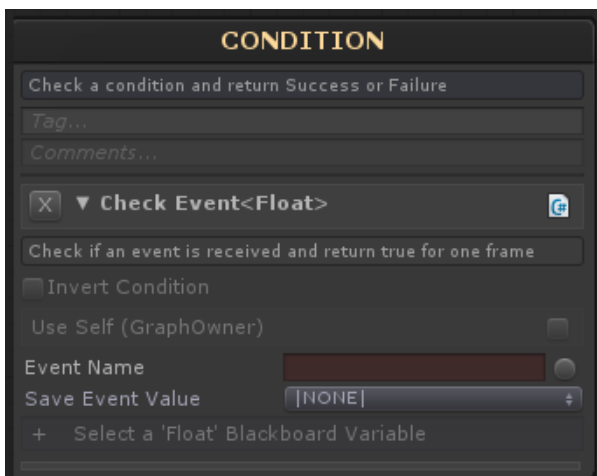 CONDITION
Check a condition and return Success or Failure
Tag...
Comments...
X ▼ Check Event<Float> C#
Check if an event is received and return true for one frame
Invert Condition
Use Self (GraphOwner)
Event Name
Save Event Value |NONE|
+ Select a 'Float' Blackboard Variable